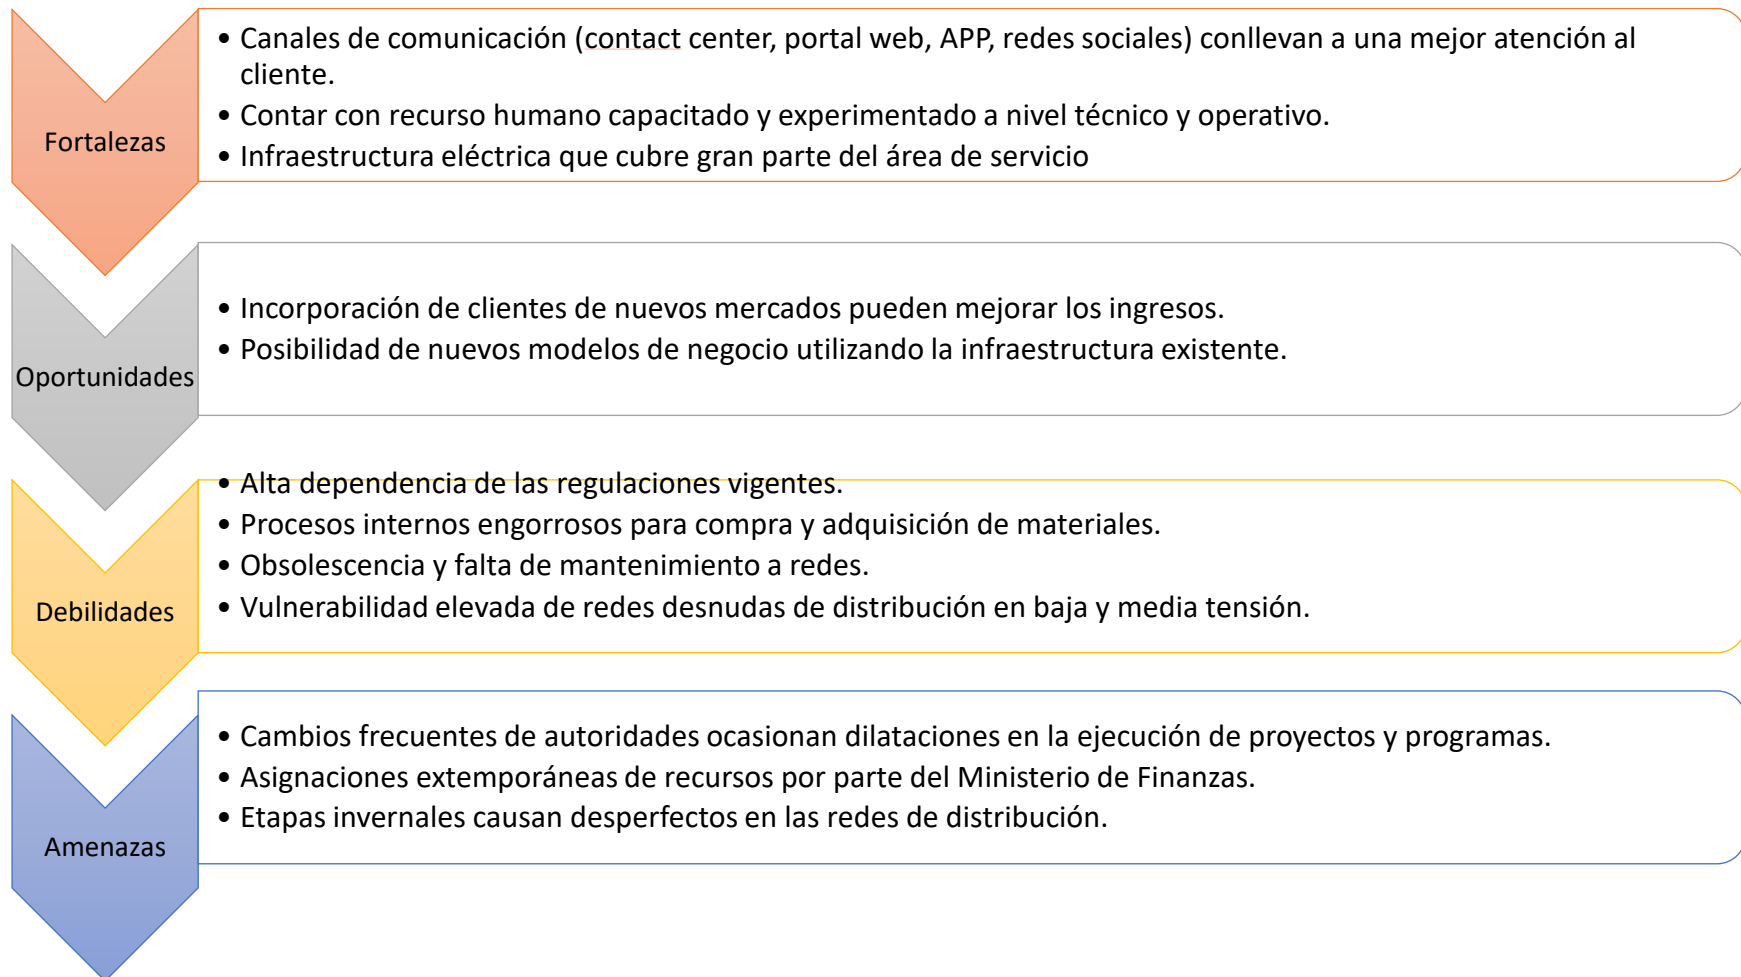 Fortalezas
• Canales de comunicación (contact center, portal web, APP, redes sociales) conllevan a una mejor atención al
cliente.
• Contar con recurso humano capacitado y experimentado a nivel técnico y operativo.
• Infraestructura eléctrica que cubre gran parte del área de servicio
Oportunidades
• Incorporación de clientes de nuevos mercados pueden mejorar los ingresos.
• Posibilidad de nuevos modelos de negocio utilizando la infraestructura existente.
Debilidades
• Alta dependencia de las regulaciones vigentes.
• Procesos internos engorrosos para compra y adquisición de materiales.
• Obsolescencia y falta de mantenimiento a redes.
• Vulnerabilidad elevada de redes desnudas de distribución en baja y media tensión.
Amenazas
• Cambios frecuentes de autoridades ocasionan dilataciones en la ejecución de proyectos y programas.
• Asignaciones extemporáneas de recursos por parte del Ministerio de Finanzas.
• Etapas invernales causan desperfectos en las redes de distribución.